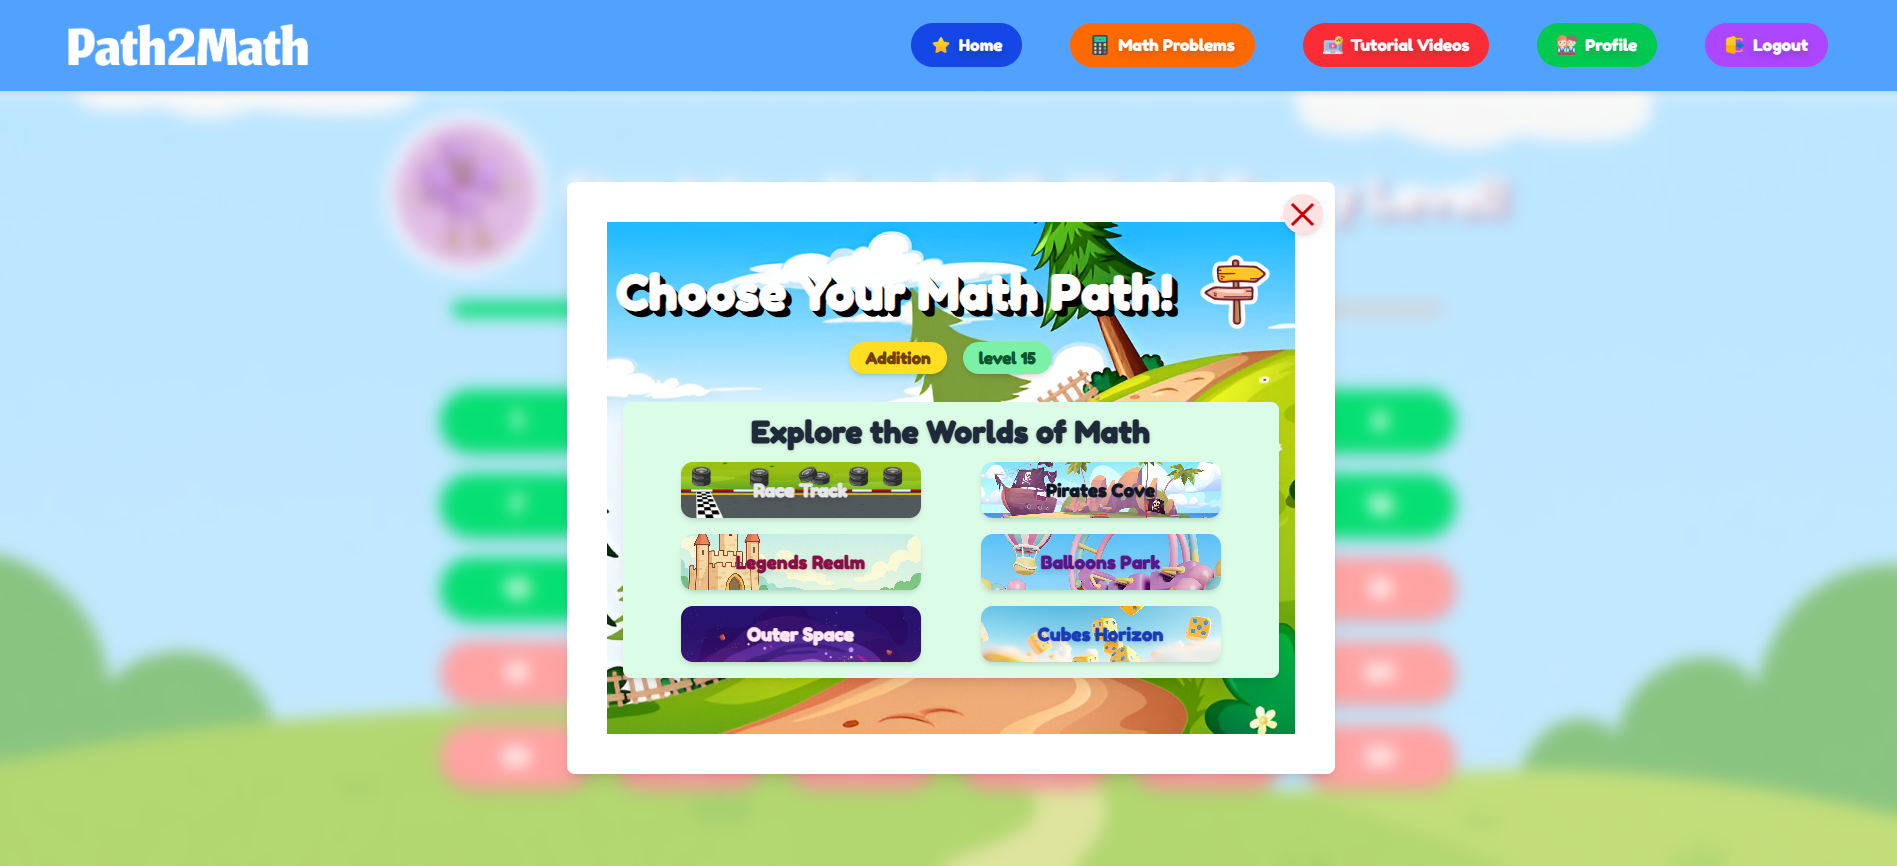 Path2Math
Home
Math Problems
Tutorial Videos
Profile
Logout
Choose Your Math Path!
Addition
level 15
Explore the Worlds of Math
Race Track
Pirates Cove
Legends Realm
Balloons Park
Outer Space
Cubes Horizon